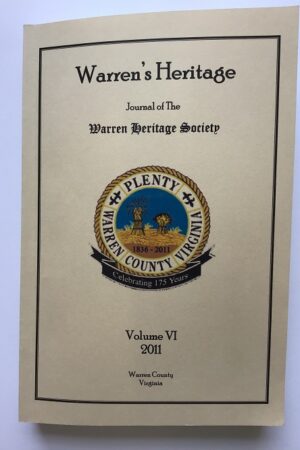 Warren's Heritage
Journal of The
Warren Heritage Society
PLENTY
WARREN COUNTY VIRGINIA
1836 - 2011
Celebrating 175 Years
Volume VI
2011
Warren County
Virginia